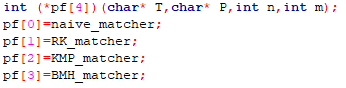 int (*pf[4])(char* T,char* P,int n,int m);
pf[0]=naive_matcher;
pf[1]=RK_matcher;
pf[2]=KMP_matcher;
pf[3]=BMH_matcher;